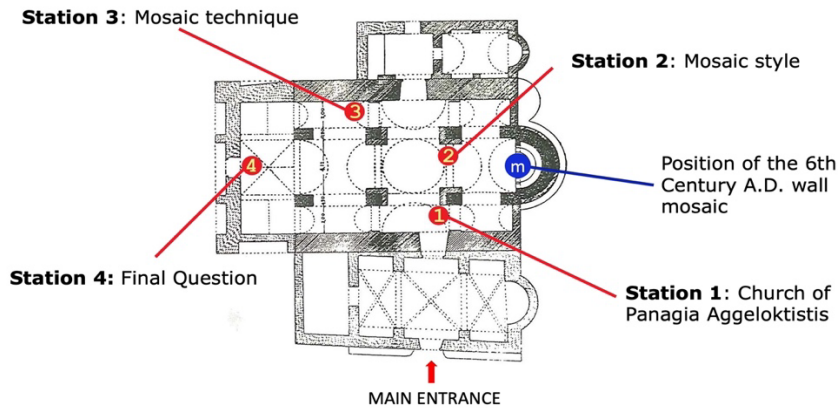 Station 3: Mosaic technique
Station 2: Mosaic style
3
2
4
m
Position of the 6th
Century A.D. wall
mosaic
1
Station 4: Final Question
Station 1: Church of
Panagia Aggeloktistis
MAIN ENTRANCE